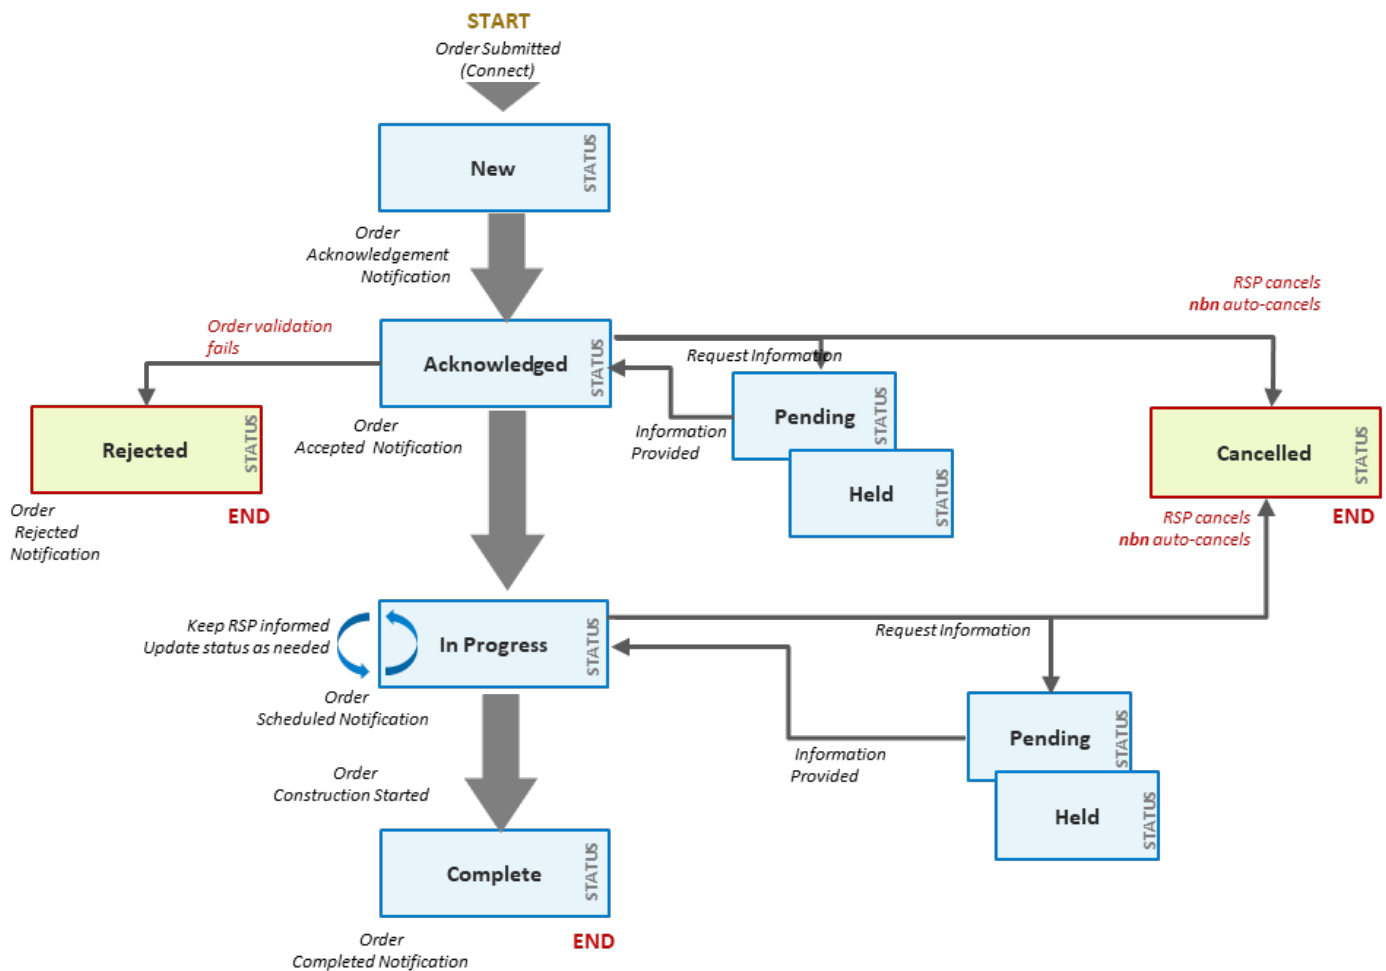 START
Order Submitted
(Connect)
New
STATUS
Order
Acknowledgement
Notification
RSP cancels
nbn auto-cancels
Order validation
fails
Acknowledged
STATUS
Request Information
Pending
STATUS
Information
Provided
Held
STATUS
Rejected
STATUS
Order
Accepted Notification
Cancelled
STATUS
Order
Rejected
Notification
END
RSP cancels
nbn auto-cancels
END
Keep RSP informed
Update status as needed
In Progress
STATUS
Request Information
Order
Scheduled Notification
Pending
STATUS
Information
Provided
Held
STATUS
Order
Construction Started
Complete
STATUS
Order
Completed Notification
END